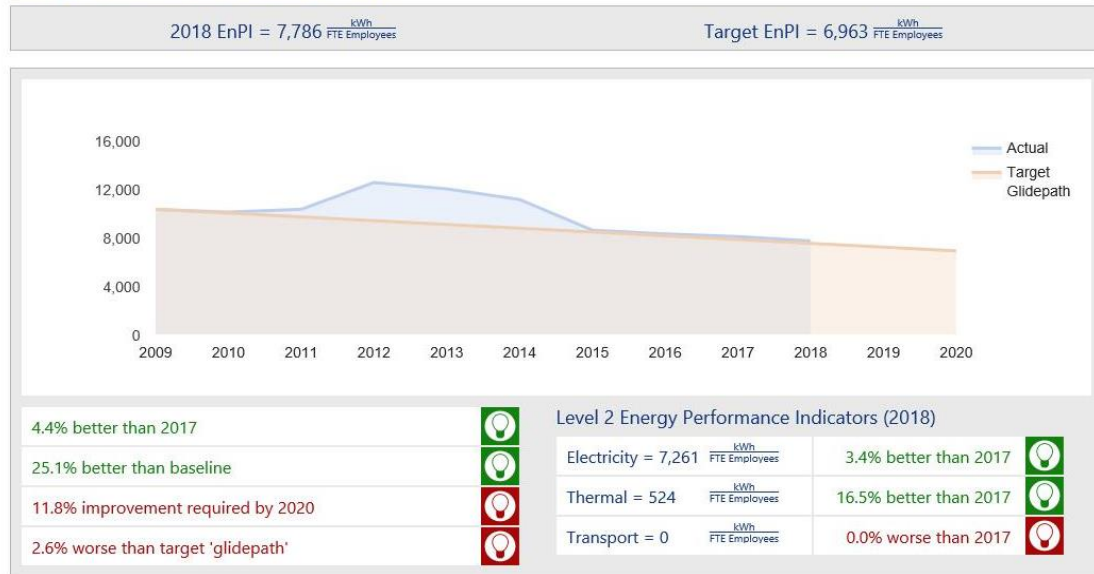 2018 EnPI = 7,786 kWh / FTE Employees
Target EnPI = 6,963 kWh / FTE Employees
16,000
12,000
8,000
4,000
0
2009 2010 2011 2012 2013 2014 2015 2016 2017 2018 2019 2020
Actual
Target
Glidepath
4.4% better than 2017
25.1% better than baseline
11.8% improvement required by 2020
2.6% worse than target 'glidepath'
Level 2 Energy Performance Indicators (2018)
Electricity = 7,261 kWh / FTE Employees 3.4% better than 2017
Thermal = 524 kWh / FTE Employees 16.5% better than 2017
Transport = 0 kWh / FTE Employees 0.0% worse than 2017